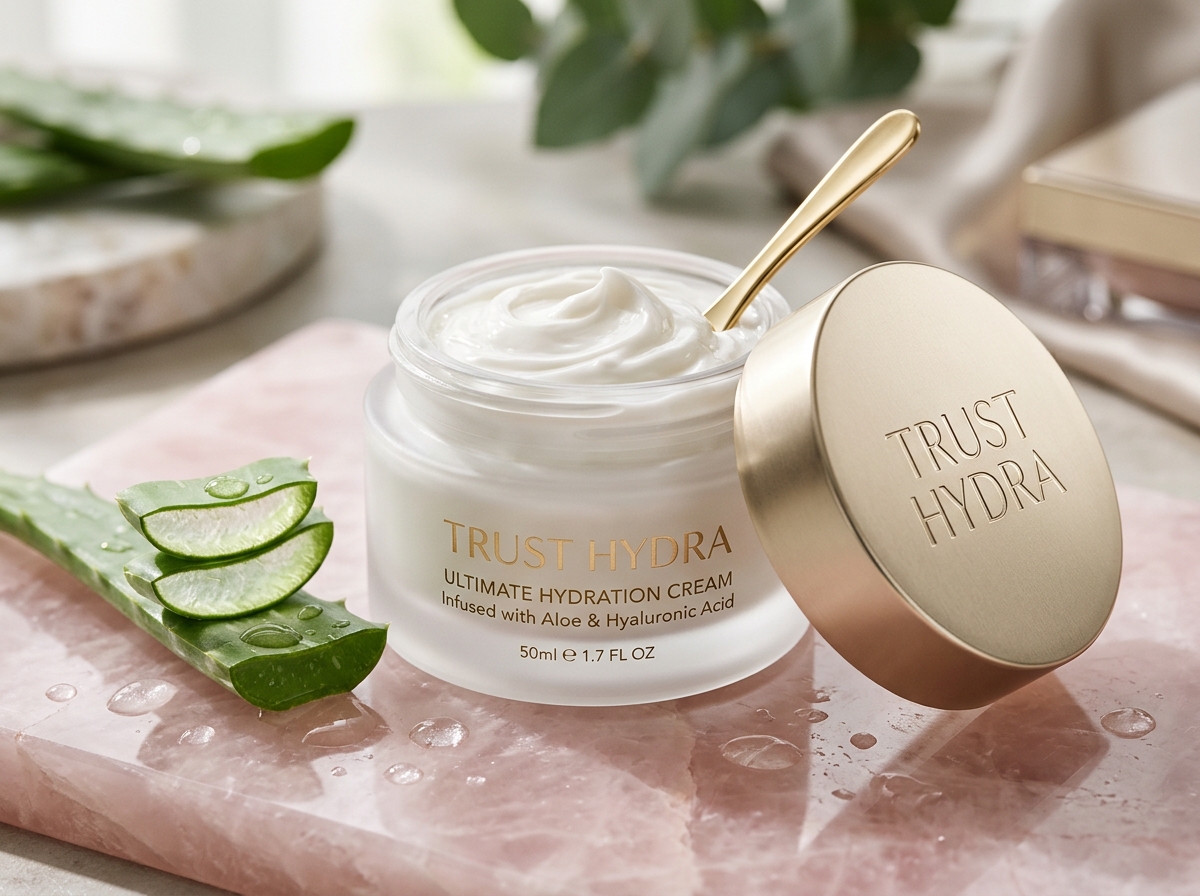 TRUST HYDRA
ULTIMATE HYDRATION CREAM
Infused with Aloe & Hyaluronic Acid
50ml ℮ 1.7 FL OZ
TRUST
HYDRA